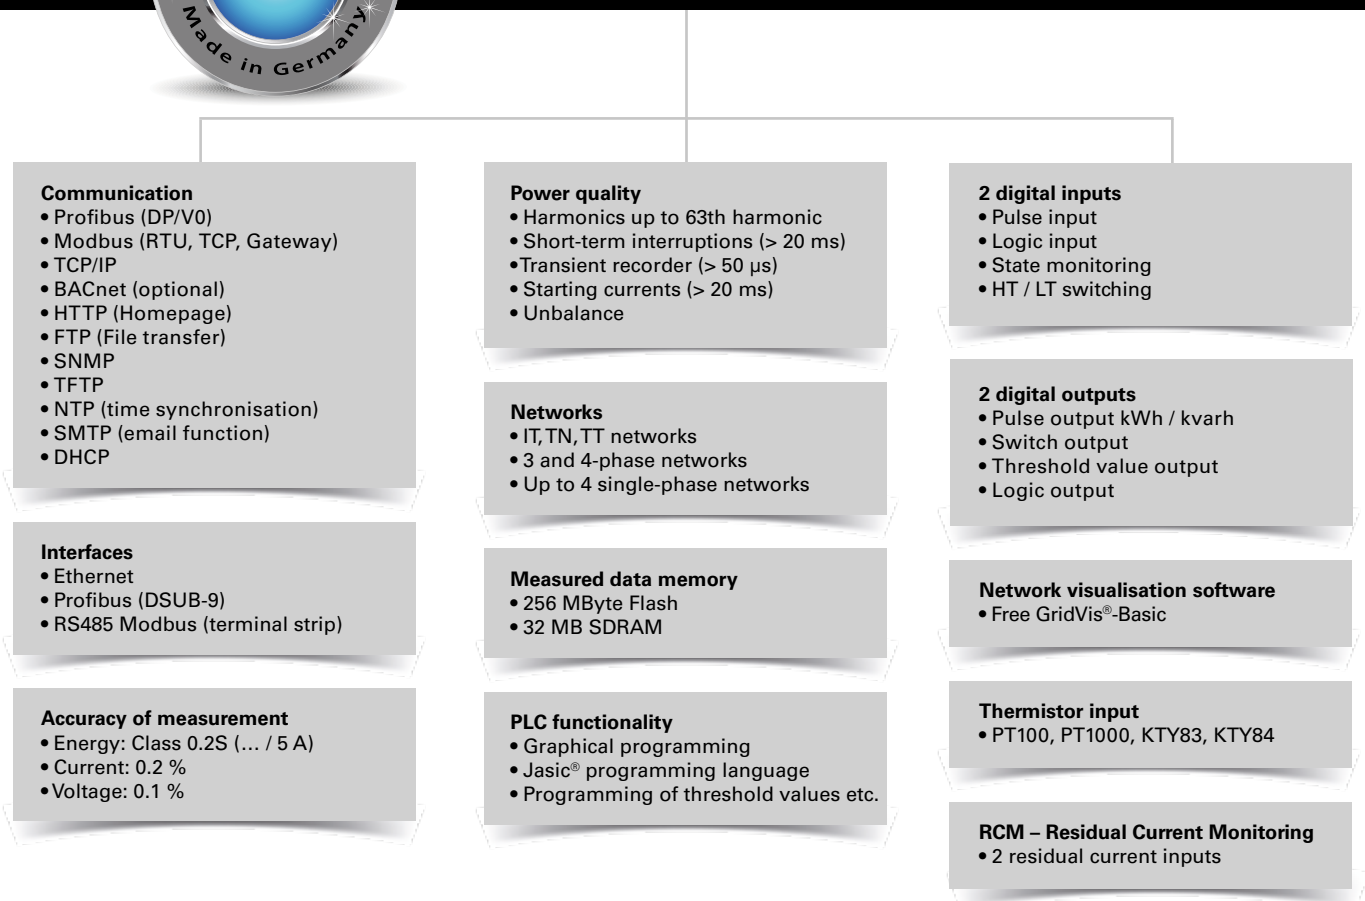 Made in Germany
Communication
• Profibus (DP/V0)
• Modbus (RTU, TCP, Gateway)
• TCP/IP
• BACnet (optional)
• HTTP (Homepage)
• FTP (File transfer)
• SNMP
• TFTP
• NTP (time synchronisation)
• SMTP (email function)
• DHCP
Interfaces
• Ethernet
• Profibus (DSUB-9)
• RS485 Modbus (terminal strip)
Accuracy of measurement
• Energy: Class 0.2S (… / 5 A)
• Current: 0.2 %
• Voltage: 0.1 %
Power quality
• Harmonics up to 63th harmonic
• Short-term interruptions (> 20 ms)
• Transient recorder (> 50 µs)
• Starting currents (> 20 ms)
• Unbalance
Networks
• IT, TN, TT networks
• 3 and 4-phase networks
• Up to 4 single-phase networks
Measured data memory
• 256 MByte Flash
• 32 MB SDRAM
PLC functionality
• Graphical programming
• Jasic® programming language
• Programming of threshold values etc.
2 digital inputs
• Pulse input
• Logic input
• State monitoring
• HT / LT switching
2 digital outputs
• Pulse output kWh / kvarh
• Switch output
• Threshold value output
• Logic output
Network visualisation software
• Free GridVis®-Basic
Thermistor input
• PT100, PT1000, KTY83, KTY84
RCM – Residual Current Monitoring
• 2 residual current inputs